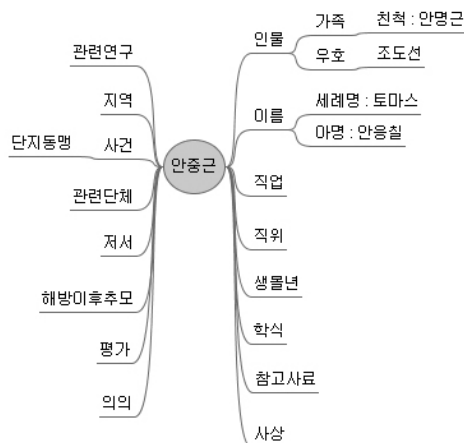 안중근
인물
가족
친척 : 안명근
우호
조도선
이름
세례명 : 토마스
아명 : 안응칠
직업
직위
생몰년
학식
참고사료
사상
관련연구
지역
사건
단지동맹
관련단체
저서
해방이후추모
평가
의의